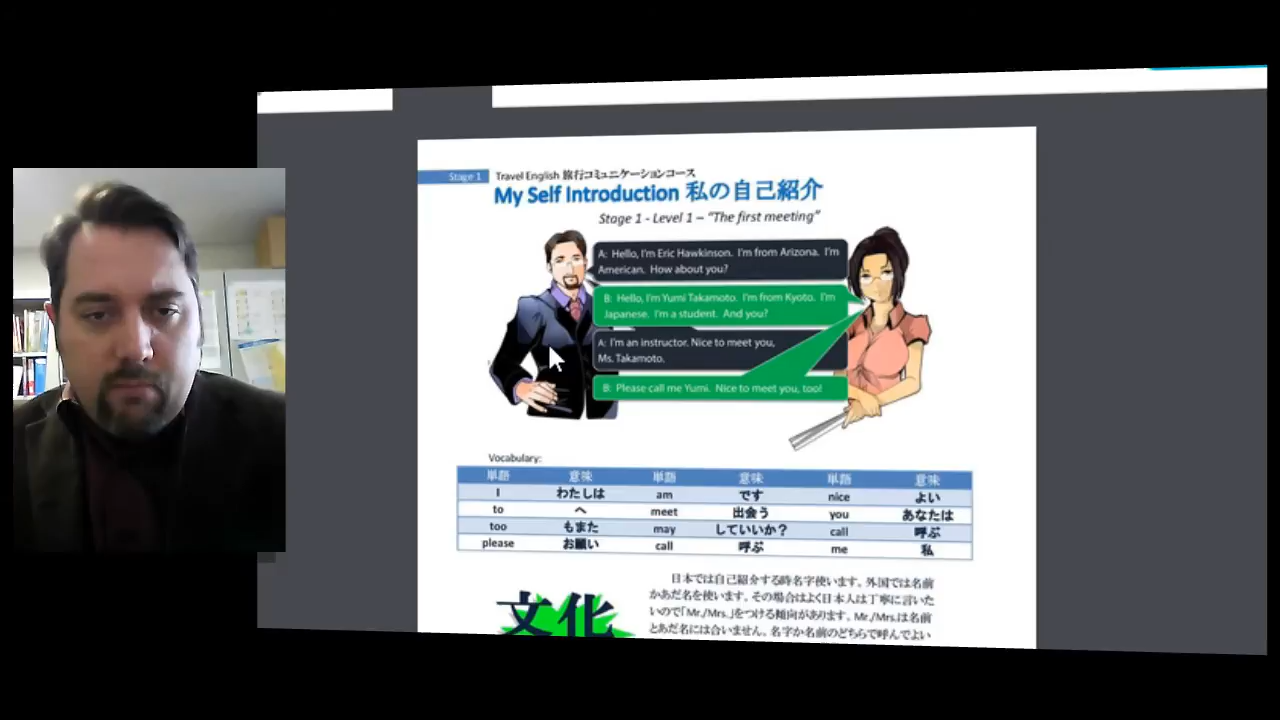 Stage 1
Travel English 旅行コミュニケーションコース
My Self Introduction 私の自己紹介
Stage 1 - Level 1 – “The first meeting”
A: Hello, I'm Eric Hawkinson. I'm from Arizona. I'm
American. How about you?
B: Hello, I'm Yumi Takamoto. I'm from Kyoto. I'm
Japanese. I'm a student. And you?
A: I'm an instructor. Nice to meet you,
Ms. Takamoto.
B: Please call me Yumi. Nice to meet you, too!
Vocabulary:
単語 意味 単語 意味 単語 意味
I わたしは am です nice よい
to へ meet 出会う you あなたは
too もまた may していいか? call 呼ぶ
please お願い call 呼ぶ me 私
文化
日本では自己紹介する時名字使います。外国では名前
かあだ名を使います。その場合はよく日本人は丁寧に言いた
いので「Mr./Mrs.」をつける傾向があります。Mr./Mrs.は名前
とあだ名には合いません。名字か名前のどちらで呼んでよい